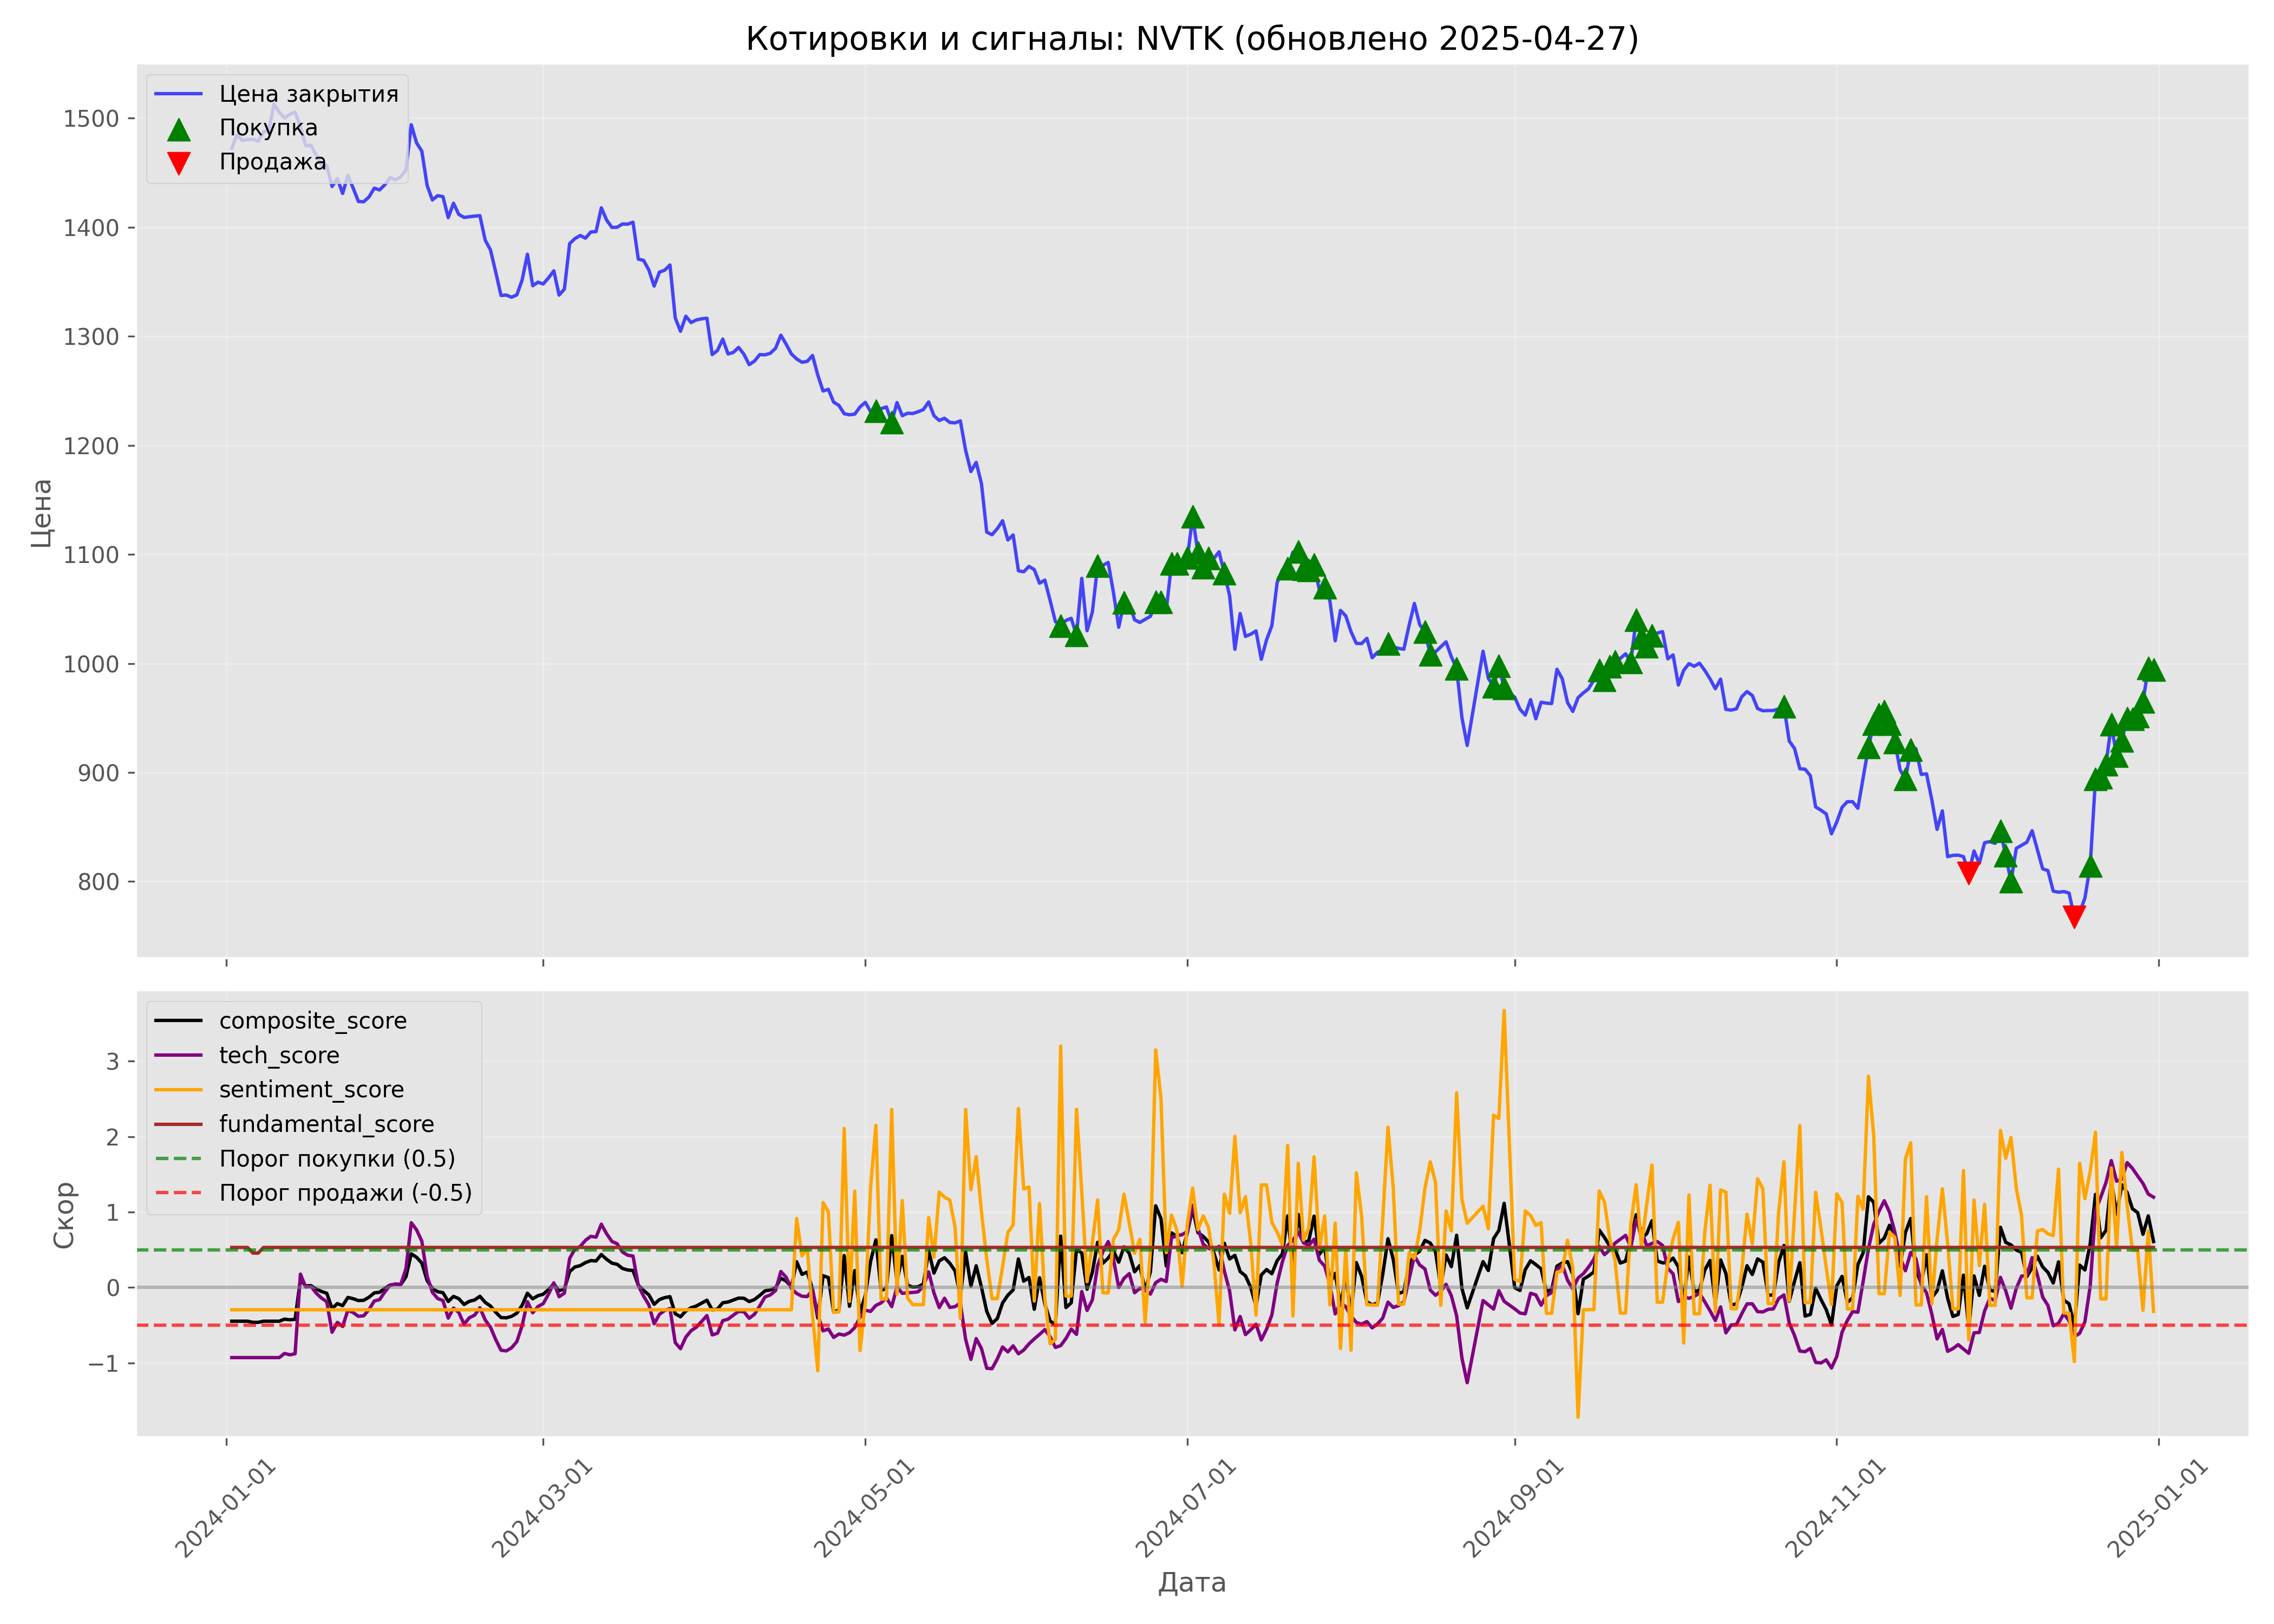 Котировки и сигналы: NVTK (обновлено 2025-04-27)
Цена закрытия
Покупка
Продажа
Цена
1500
1400
1300
1200
1100
1000
900
800
composite_score
tech_score
sentiment_score
fundamental_score
Порог покупки (0.5)
Порог продажи (-0.5)
Скор
3
2
1
0
−1
2024-01-01
2024-03-01
2024-05-01
2024-07-01
2024-09-01
2024-11-01
2025-01-01
Дата